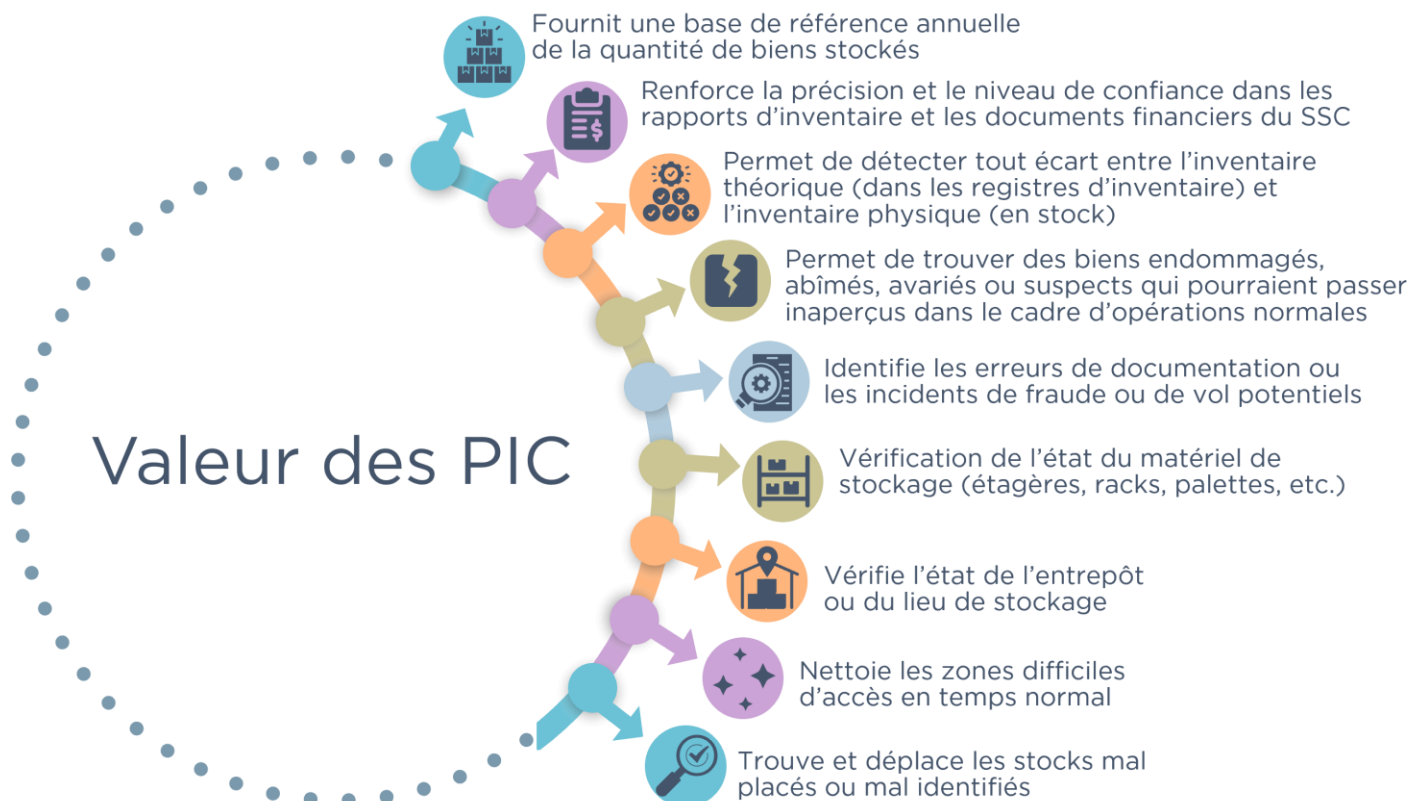 Fournit une base de référence annuelle
de la quantité de biens stockés
Renforce la précision et le niveau de confiance dans les
rapports d'inventaire et les documents financiers du SSC
Permet de détecter tout écart entre l'inventaire
théorique (dans les registres d'inventaire) et
l'inventaire physique (en stock)
Permet de trouver des biens endommagés,
abîmés, avariés ou suspects qui pourraient passer
inaperçus dans le cadre d'opérations normales
Identifie les erreurs de documentation ou
les incidents de fraude ou de vol potentiels
Valeur des PIC
Vérification de l'état du matériel de
stockage (étagères, racks, palettes, etc.)
Vérifie l'état de l'entrepôt
ou du lieu de stockage
Nettoie les zones difficiles
d'accès en temps normal
Trouve et déplace les stocks mal
placés ou mal identifiés